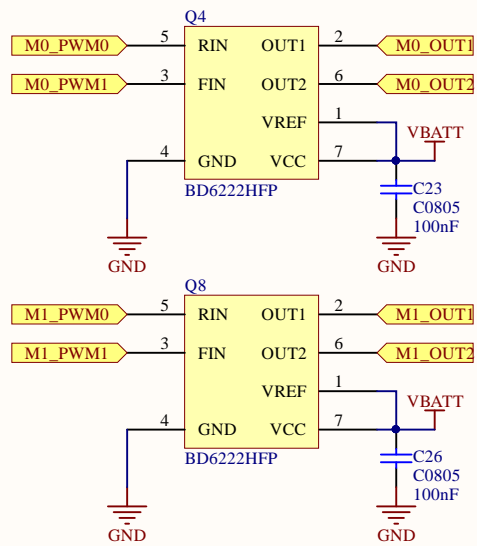 Q4
M0_PWM0 5 RIN OUT1 2 M0_OUT1
M0_PWM1 3 FIN OUT2 6 M0_OUT2
VREF 1
VBATT
4 GND VCC 7
BD6222HFP
C23
C0805
100nF
GND GND
Q8
M1_PWM0 5 RIN OUT1 2 M1_OUT1
M1_PWM1 3 FIN OUT2 6 M1_OUT2
VREF 1
VBATT
4 GND VCC 7
BD6222HFP
C26
C0805
100nF
GND GND